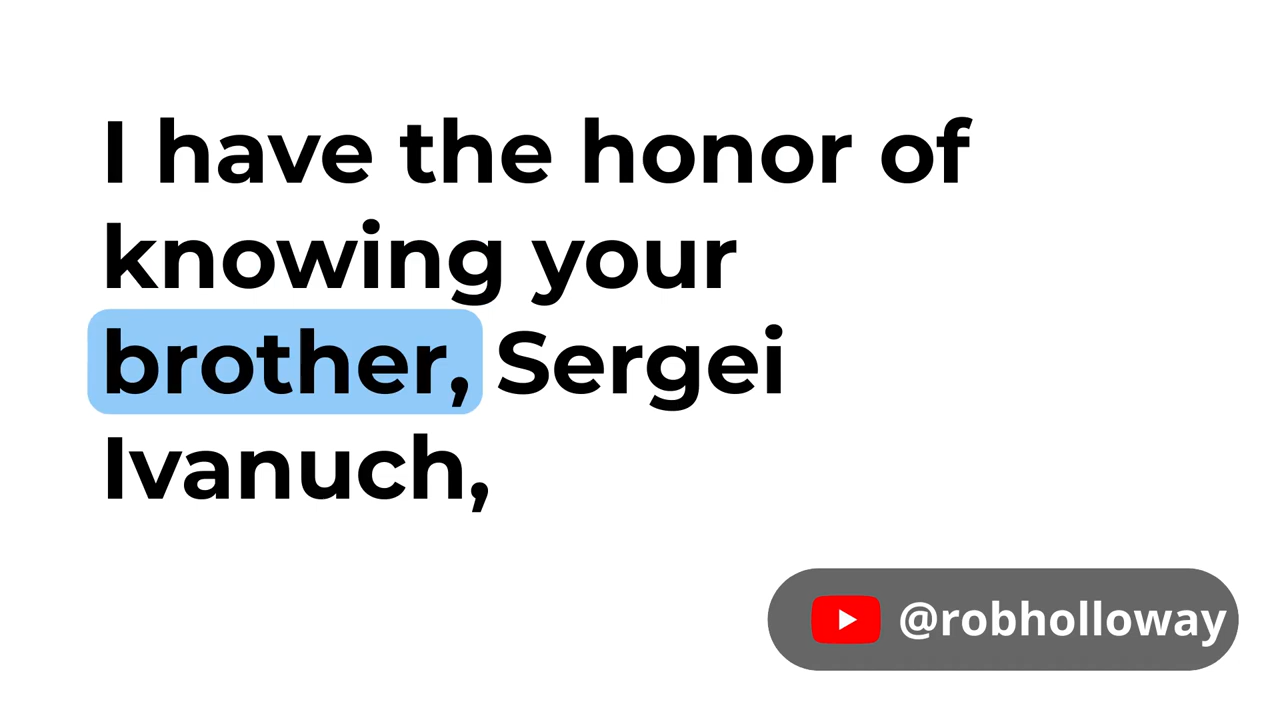 I have the honor of
knowing your
brother, Sergei
Ivanuch,
@robholloway